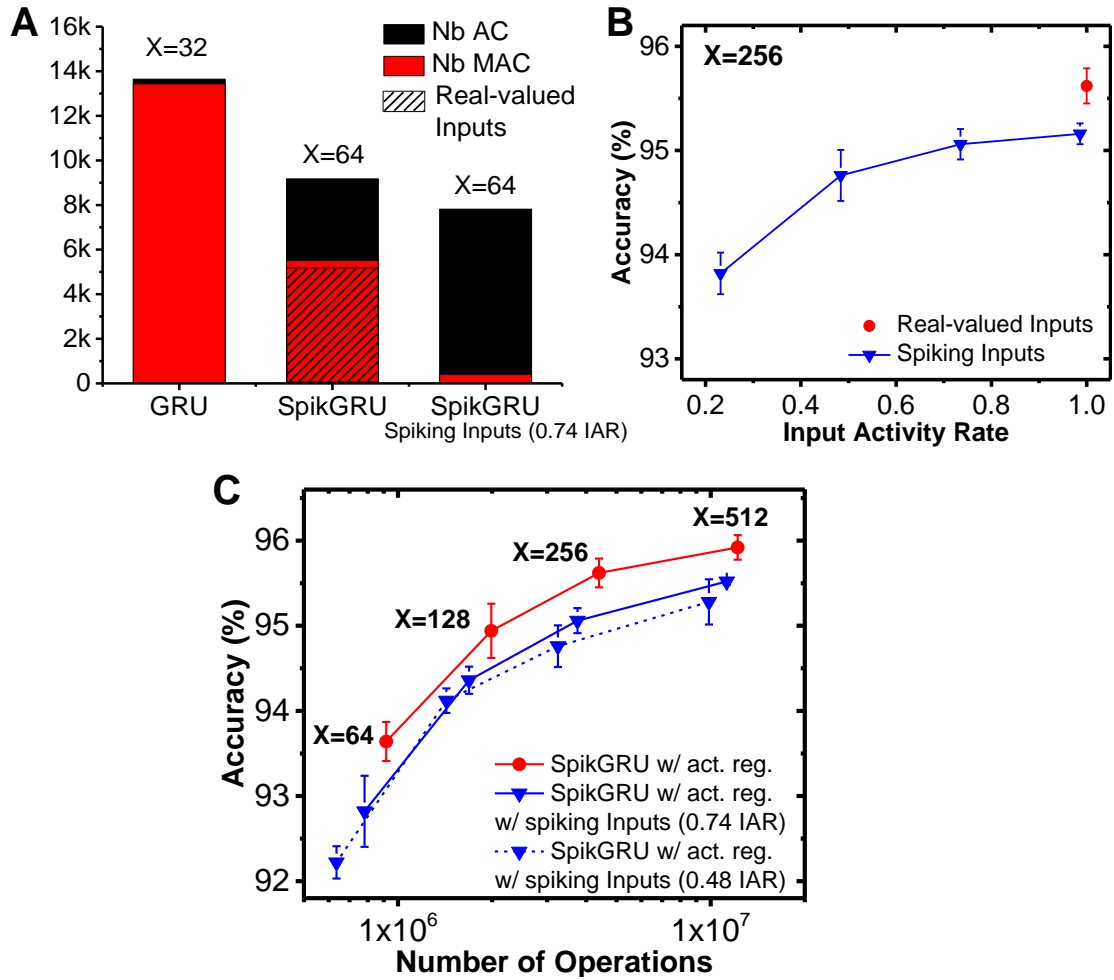 A
16k
14k
12k
10k
8k
6k
4k
2k
0
X=32
X=64
X=64
Nb AC
Nb MAC
Real-valued
Inputs
GRU
SpikGRU
SpikGRU
Spiking Inputs (0.74 IAR)
B
X=256
96
95
94
93
Accuracy (%)
Real-valued Inputs
Spiking Inputs
0.2
0.4
0.6
0.8
1.0
Input Activity Rate
C
96
95
94
93
92
Accuracy (%)
X=64
X=128
X=256
X=512
SpikGRU w/ act. reg.
SpikGRU w/ act. reg.
w/ spiking Inputs (0.74 IAR)
SpikGRU w/ act. reg.
w/ spiking Inputs (0.48 IAR)
1x10⁶
1x10⁷
Number of Operations